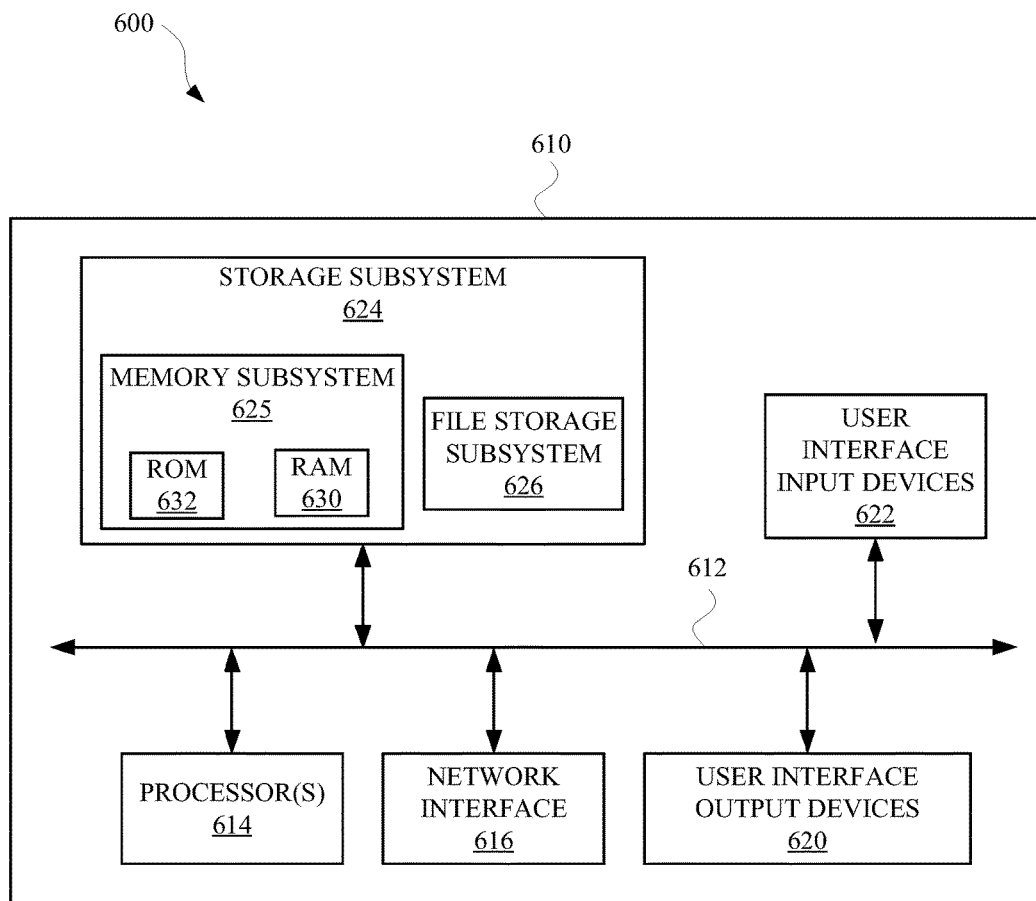 600
610
STORAGE SUBSYSTEM
624
MEMORY SUBSYSTEM
625
ROM
632
RAM
630
FILE STORAGE
SUBSYSTEM
626
USER
INTERFACE
INPUT DEVICES
622
612
PROCESSOR(S)
614
NETWORK
INTERFACE
616
USER INTERFACE
OUTPUT DEVICES
620